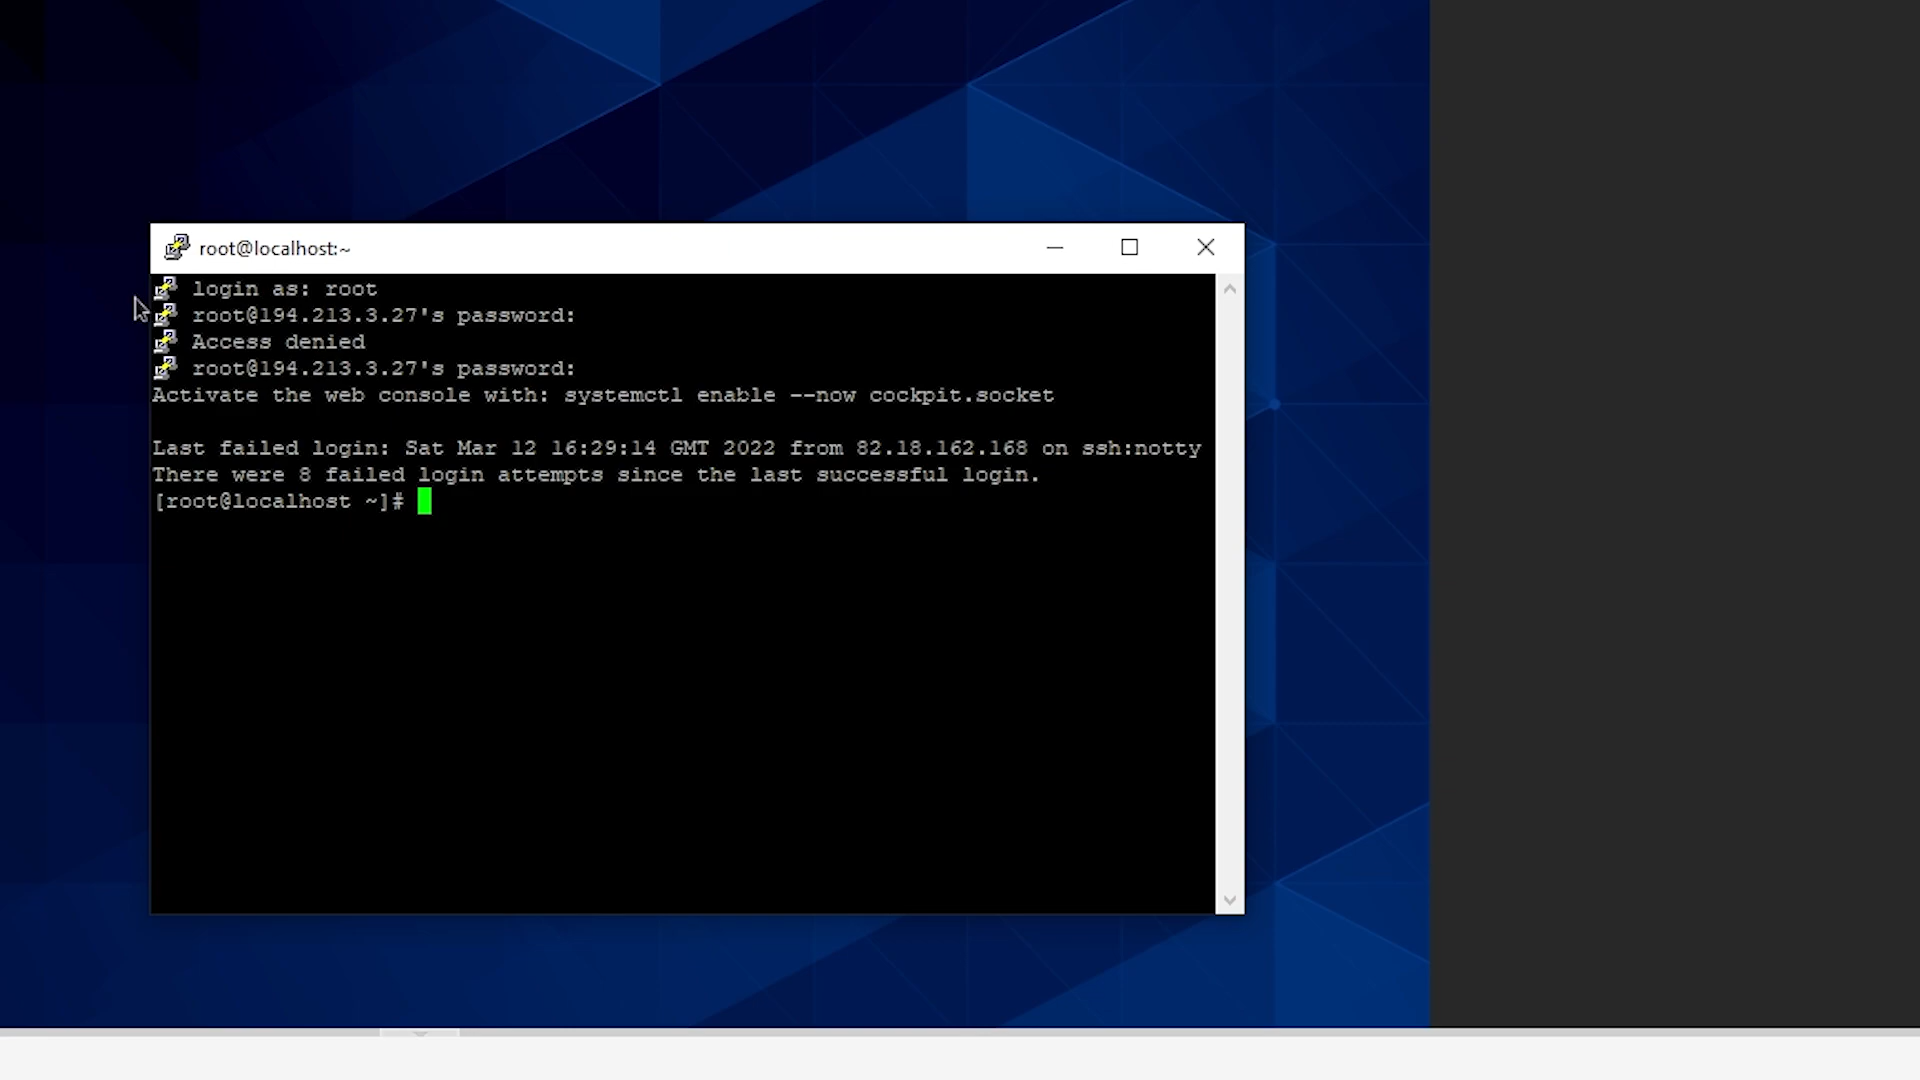 root@localhost:~
login as: root
root@194.213.3.27's password:
Access denied
root@194.213.3.27's password:
Activate the web console with: systemctl enable --now cockpit.socket
Last failed login: Sat Mar 12 16:29:14 GMT 2022 from 82.18.162.168 on ssh:notty
There were 8 failed login attempts since the last successful login.
[root@localhost ~]#